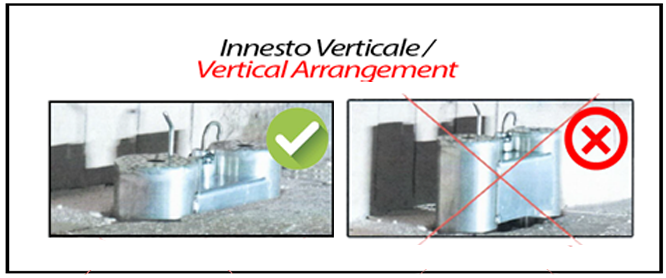 Innesto Verticale /
Vertical Arrangement